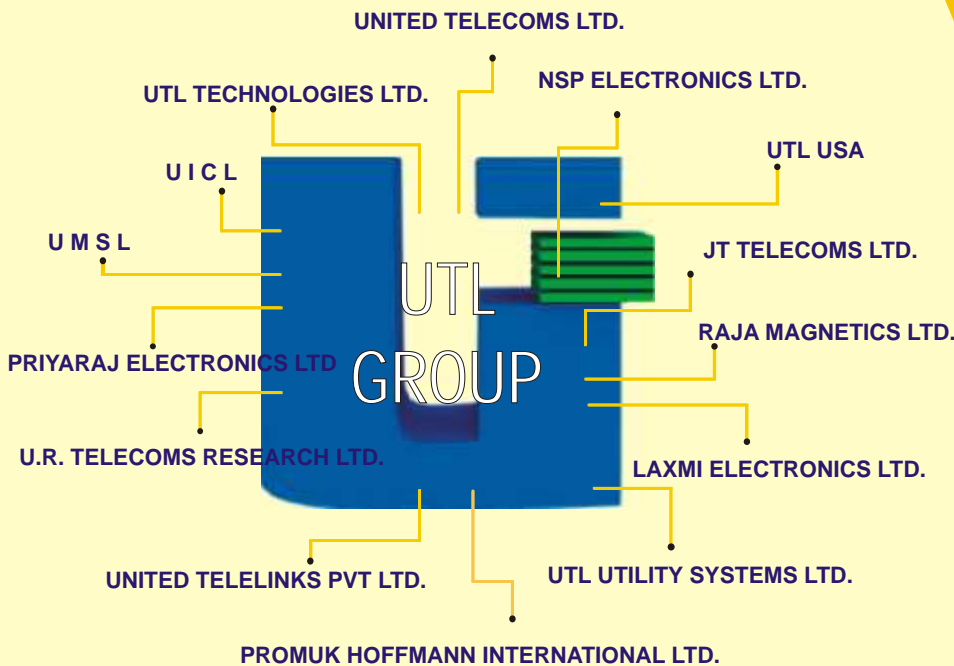 UNITED TELECOMS LTD.
NSP ELECTRONICS LTD.
UTL TECHNOLOGIES LTD.
UTL USA
U I C L
U M S L
JT TELECOMS LTD.
UTL
GROUP
RAJA MAGNETICS LTD.
PRIYARAJ ELECTRONICS LTD
U.R. TELECOMS RESEARCH LTD.
LAXMI ELECTRONICS LTD.
UNITED TELELINKS PVT LTD.
UTL UTILITY SYSTEMS LTD.
PROMUK HOFFMANN INTERNATIONAL LTD.